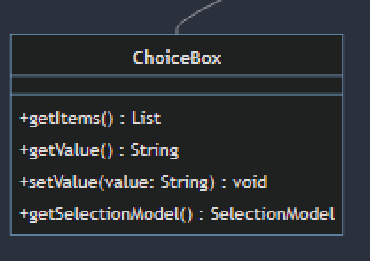 ChoiceBox
+getItems() : List
+getValue() : String
+setValue(value: String) : void
+getSelectionModel() : SelectionModel